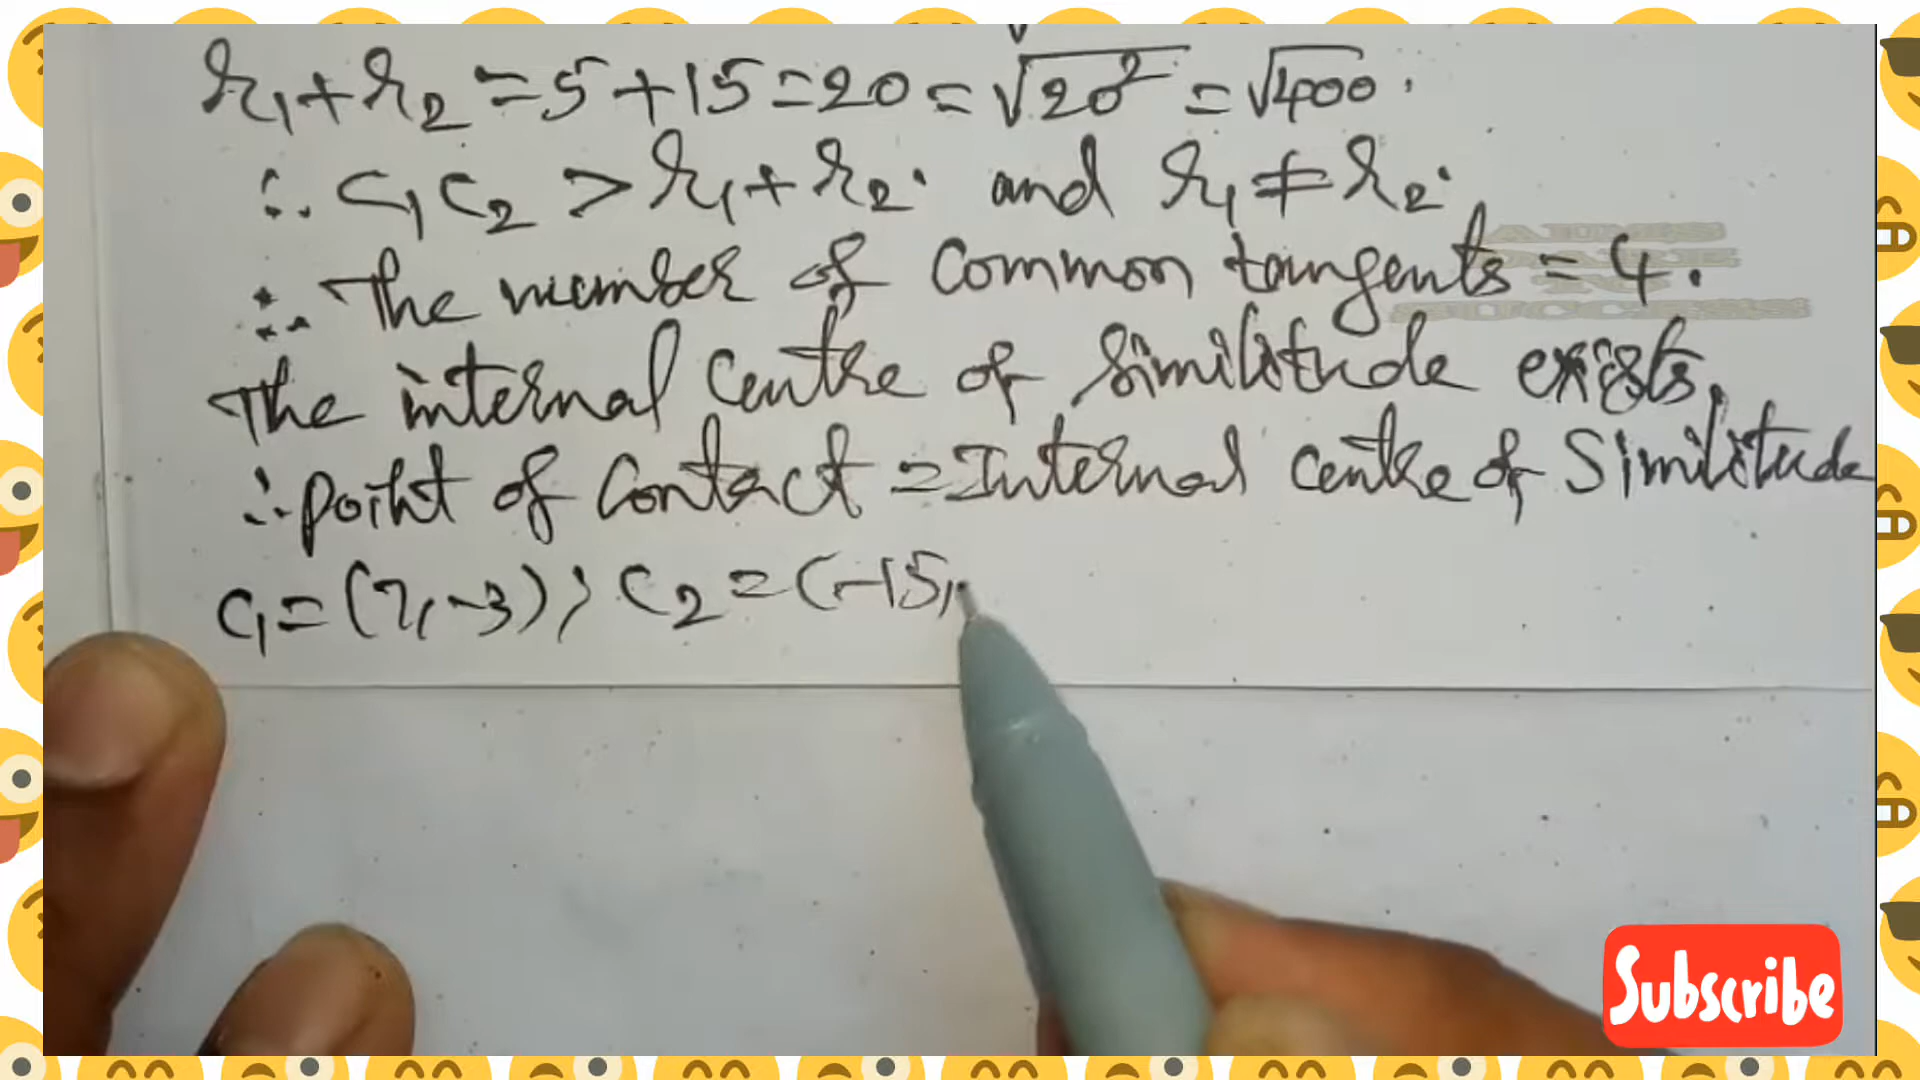 r₁+r₂=5+15=20=√20²=√400.
∴ C₁C₂ > r₁+r₂. and r₁≠r₂.
∴ The number of common tangents = 4.
The internal centre of similitude exists.
∴ point of contact = Internal centre of Similitude
C₁=(7,-3); C₂=(-15,
Subscribe